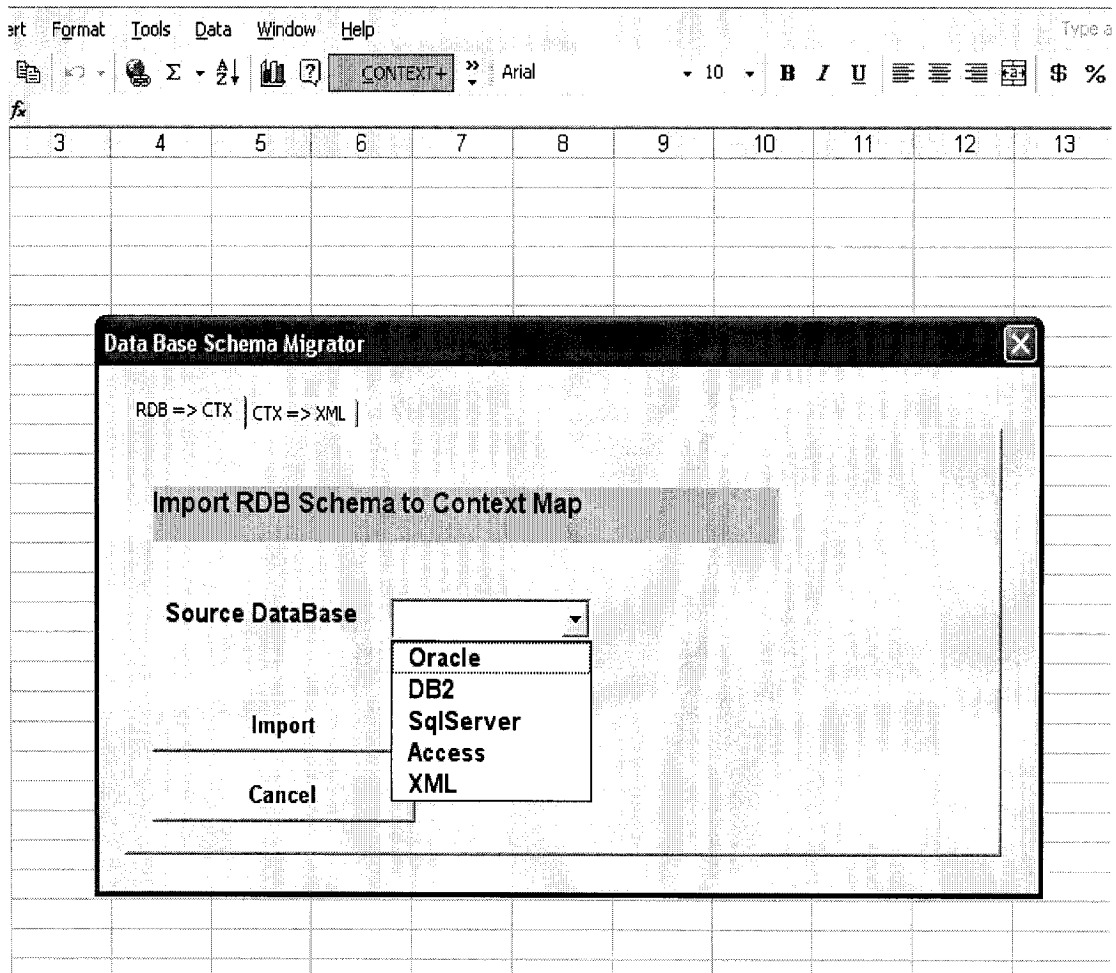 ert Format Tools Data Window Help Type a
Σ A Z ? CONTEXT+ » Arial 10 B I U $ %
fx
3 4 5 6 7 8 9 10 11 12 13
Data Base Schema Migrator X
RDB => CTX CTX => XML
Import RDB Schema to Context Map
Source DataBase
Oracle
DB2
SqlServer
Import
Access
XML
Cancel